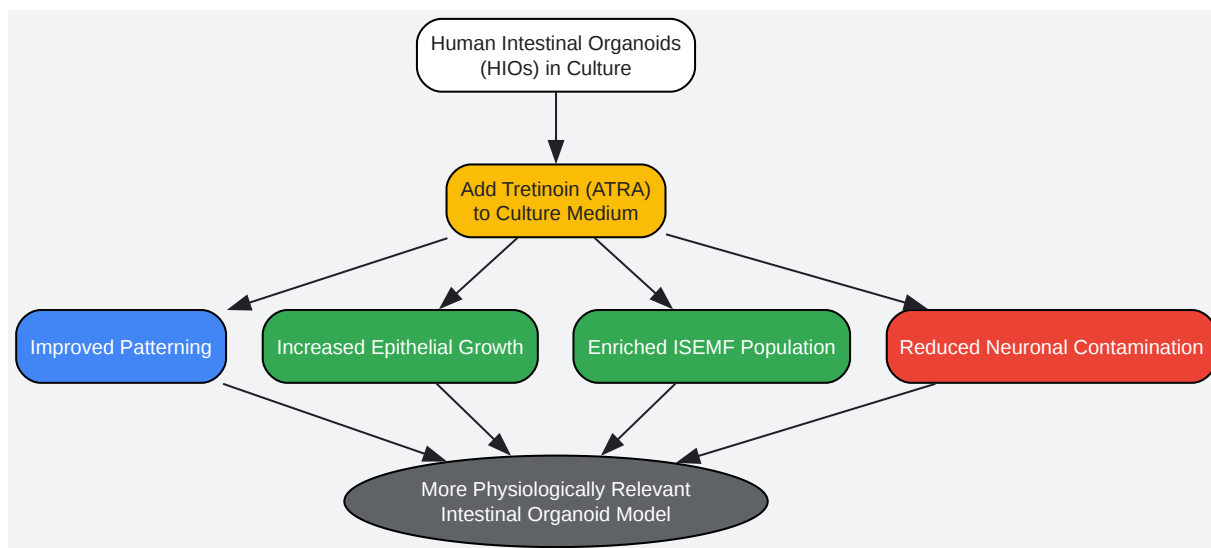 Human Intestinal Organoids
(HIOs) in Culture
Add Tretinoin (ATRA)
to Culture Medium
Improved Patterning
Increased Epithelial Growth
Enriched ISEMF Population
Reduced Neuronal Contamination
More Physiologically Relevant
Intestinal Organoid Model